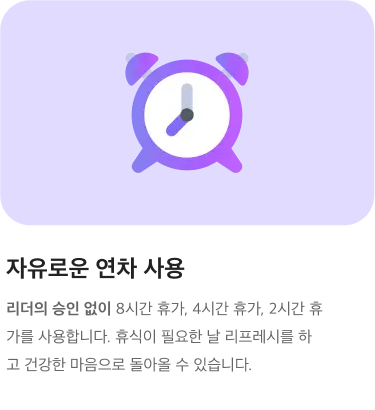 자유로운 연차 사용
리더의 승인 없이 8시간 휴가, 4시간 휴가, 2시간 휴
가를 사용합니다. 휴식이 필요한 날 리프레시를 하
고 건강한 마음으로 돌아올 수 있습니다.